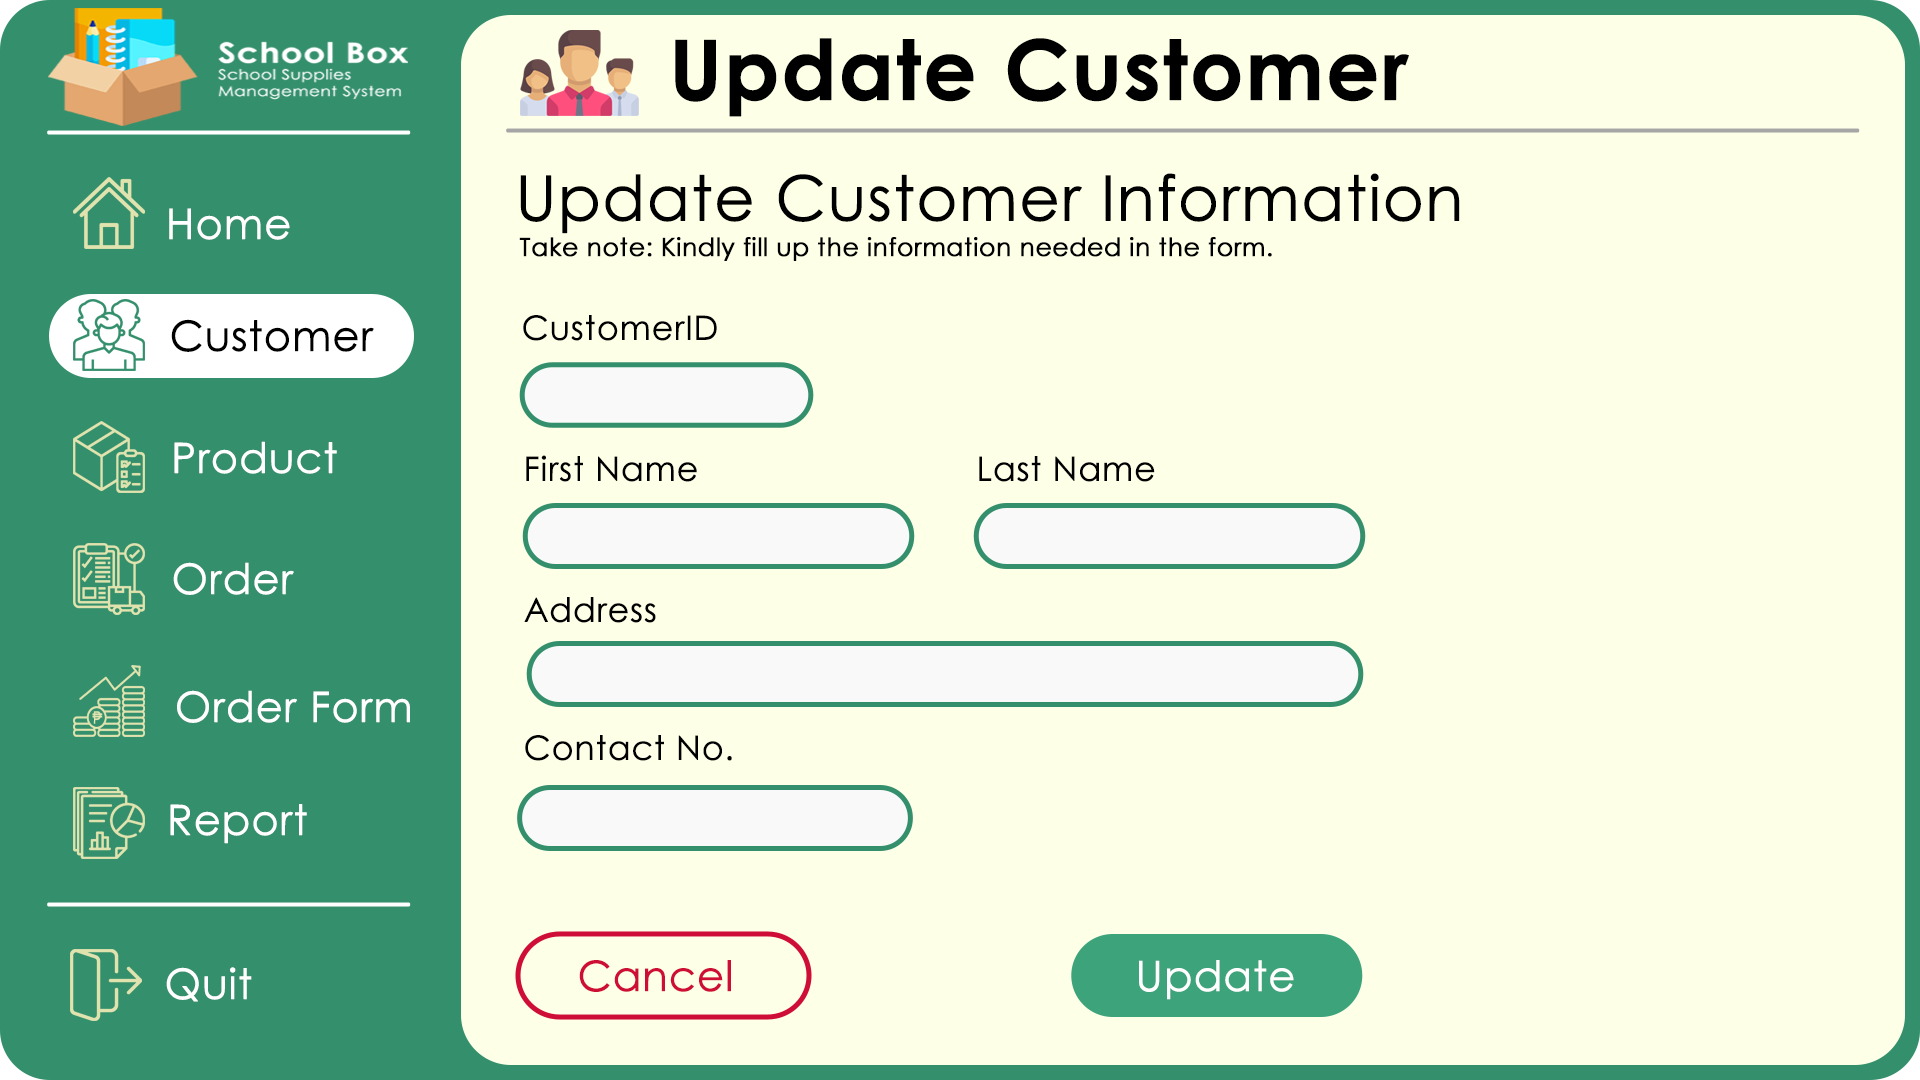 School Box
School Supplies
Management System
Home
Customer
Product
Order
Order Form
Report
Quit
Update Customer
Update Customer Information
Take note: Kindly fill up the information needed in the form.
CustomerID
First Name
Last Name
Address
Contact No.
Cancel
Update